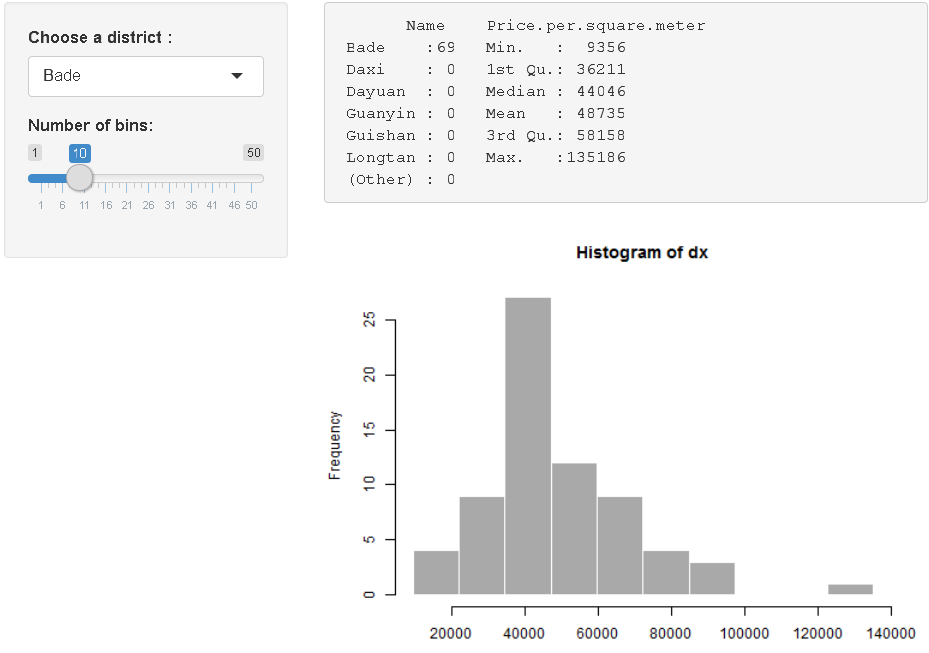 Choose a district :
Bade
Number of bins:
1 10 50
1 6 11 16 21 26 31 36 41 46 50
Name Price.per.square.meter
Bade :69 Min. : 9356
Daxi : 0 1st Qu.: 36211
Dayuan : 0 Median : 44046
Guanyin : 0 Mean : 48735
Guishan : 0 3rd Qu.: 58158
Longtan : 0 Max. :135186
(Other) : 0
Histogram of dx
Frequency
25
20
15
10
5
0
20000 40000 60000 80000 100000 120000 140000